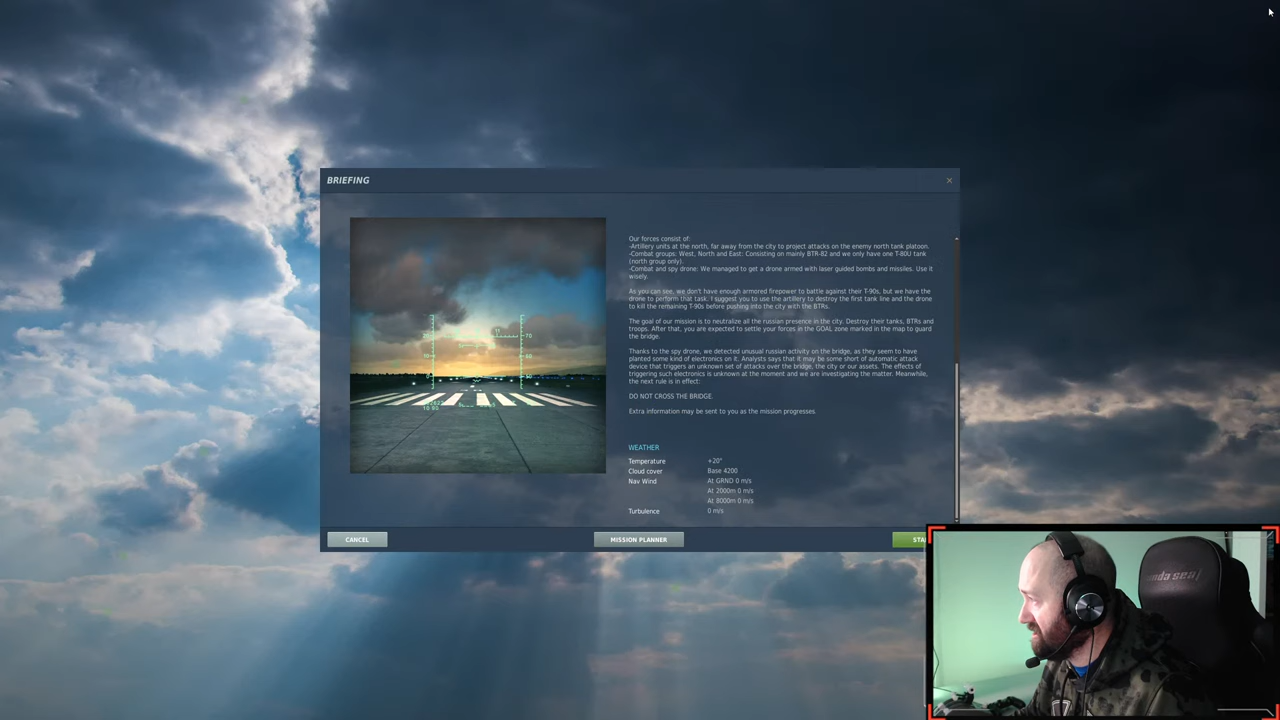 BRIEFING
Our forces consist of:
-Artillery units at the north, far away from the city to project attacks on the enemy north tank platoon.
-Combat groups: West, North and East: Consisting on mainly BTR-82 and we only have one T-80U tank
(north group only).
-Combat and spy drone: We managed to get a drone armed with laser guided bombs and missiles. Use it
wisely.
As you can see, we don't have enough armored firepower to battle against their T-90s, but we have the
drone to perform that task. I suggest you to use the artillery to destroy the first tank line and the drone
to kill the remaining T-90s before pushing into the city with the BTRs.
The goal of our mission is to neutralize all the russian presence in the city. Destroy their tanks, BTRs and
troops. After that, you are expected to settle your forces in the GOAL zone marked in the map to guard
the bridge.
Thanks to the spy drone, we detected unusual russian activity on the bridge, as they seem to have
planted some kind of electronics on it. Analysts says that it may be some short of automatic attack
device that triggers an unknown set of attacks over the bridge, the city or our assets. The effects of
triggering such electronics is unknown at the moment and we are investigating the matter. Meanwhile,
the next rule is in effect:
DO NOT CROSS THE BRIDGE.
Extra information may be sent to you as the mission progresses.
WEATHER
Temperature +20°
Cloud cover Base 4200
Nav Wind At GRND 0 m/s
At 2000m 0 m/s
At 8000m 0 m/s
Turbulence 0 m/s
CANCEL
MISSION PLANNER
STA